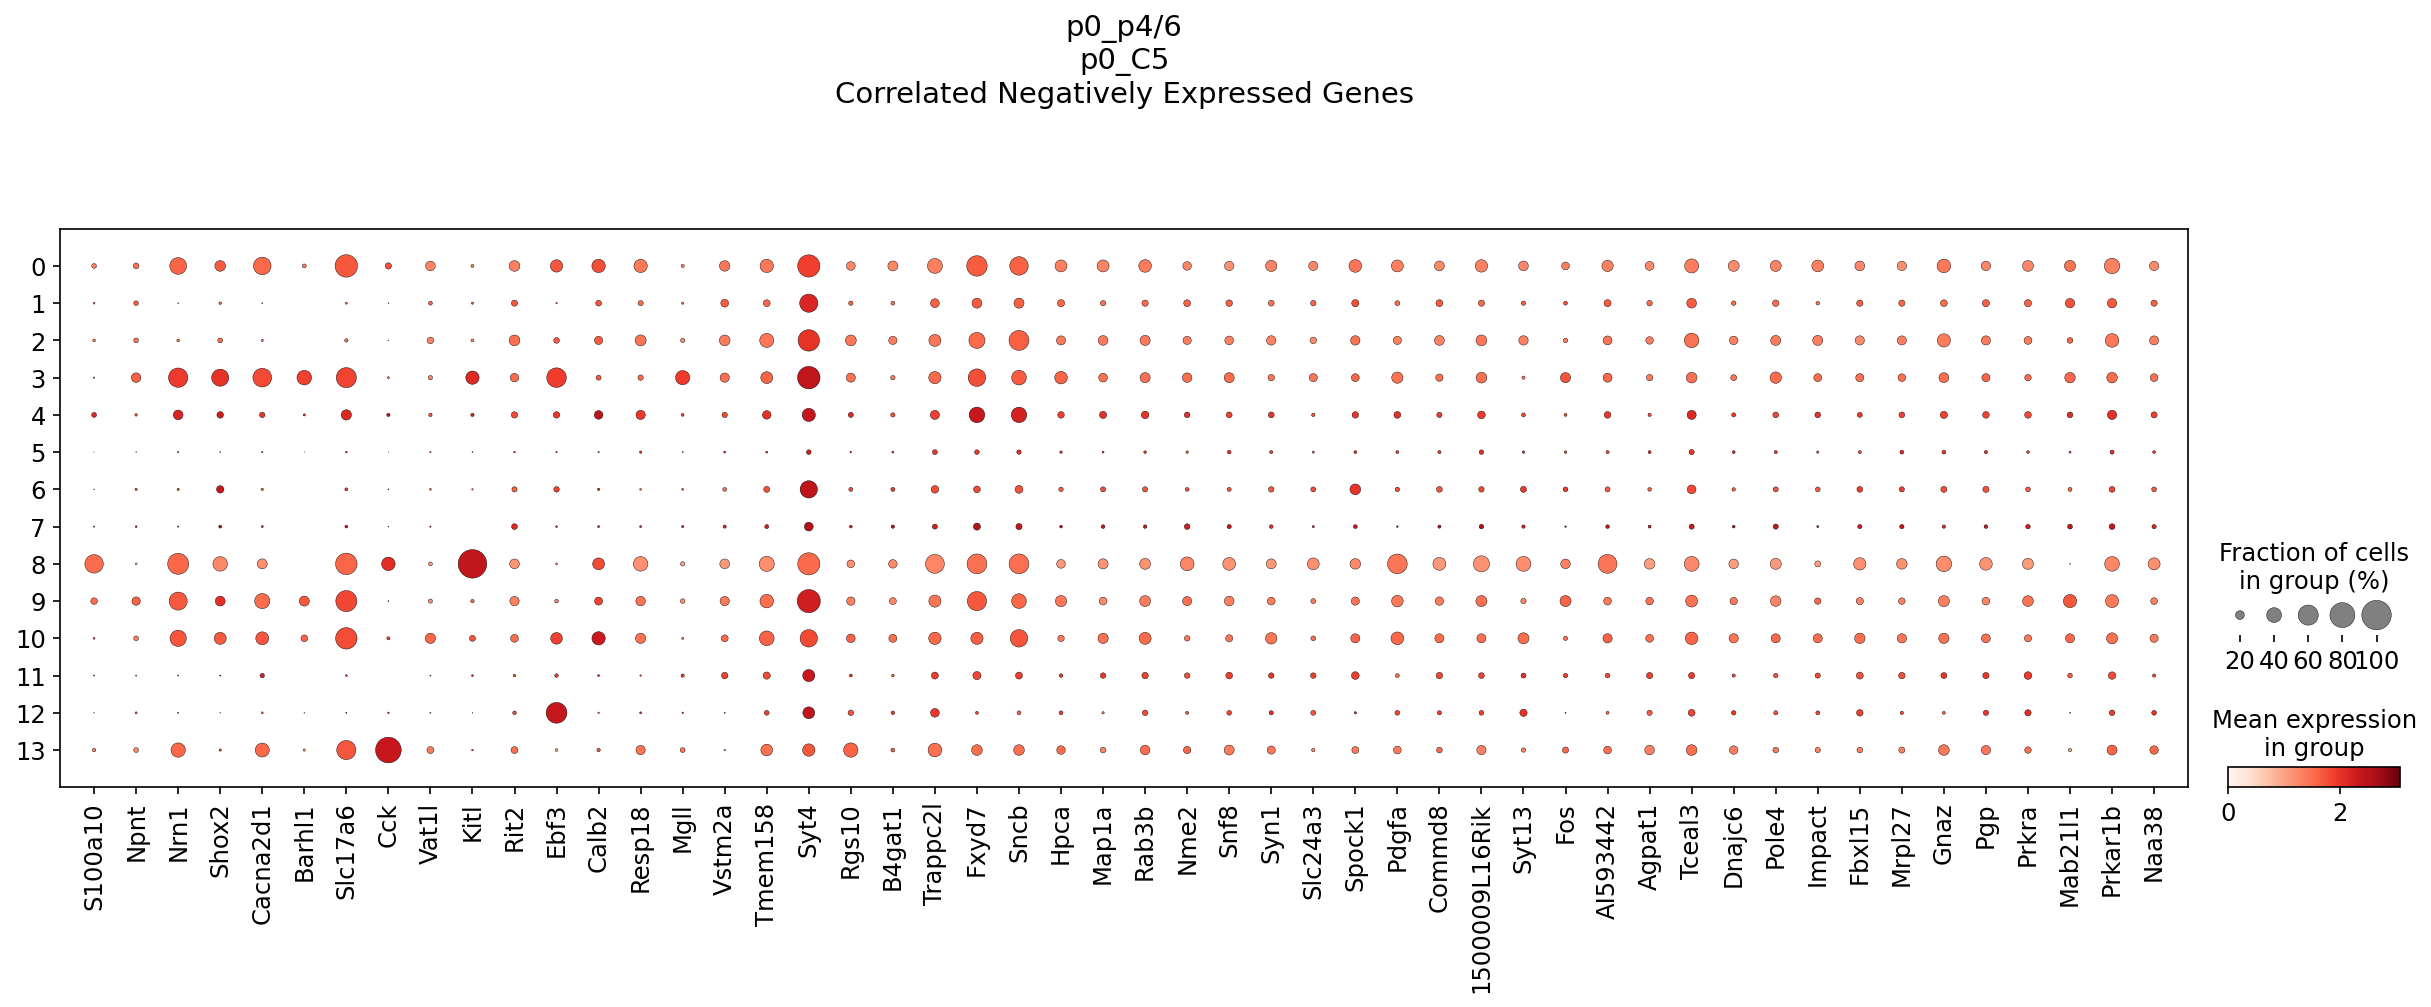 p0_p4/6
p0_C5
Correlated Negatively Expressed Genes
0
1
2
3
4
5
6
7
8
9
10
11
12
13
S100a10
Npnt
Nrn1
Shox2
Cacna2d1
Barhl1
Slc17a6
Cck
Vat1l
Kitl
Rit2
Ebf3
Calb2
Resp18
Mgll
Vstm2a
Tmem158
Syt4
Rgs10
B4gat1
Trappc2l
Fxyd7
Sncb
Hpca
Map1a
Rab3b
Nme2
Snf8
Syn1
Slc24a3
Spock1
Pdgfa
Commd8
1500009L16Rik
Syt13
Fos
AI593442
Agpat1
Tceal3
Dnajc6
Pole4
Impact
Fbxl15
Mrpl27
Gnaz
Pgp
Prkra
Mab21l1
Prkar1b
Naa38
Fraction of cells
in group (%)
20 40 60 80 100
Mean expression
in group
0 2